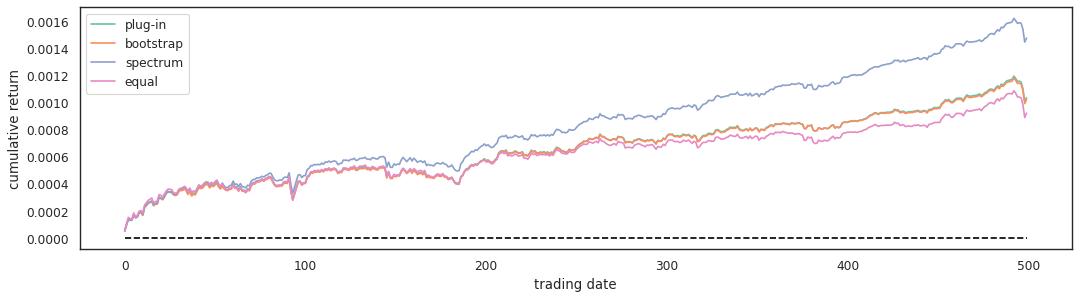 cumulative return
0.0016
0.0014
0.0012
0.0010
0.0008
0.0006
0.0004
0.0002
0.0000
plug-in
bootstrap
spectrum
equal
0 100 200 300 400 500
trading date